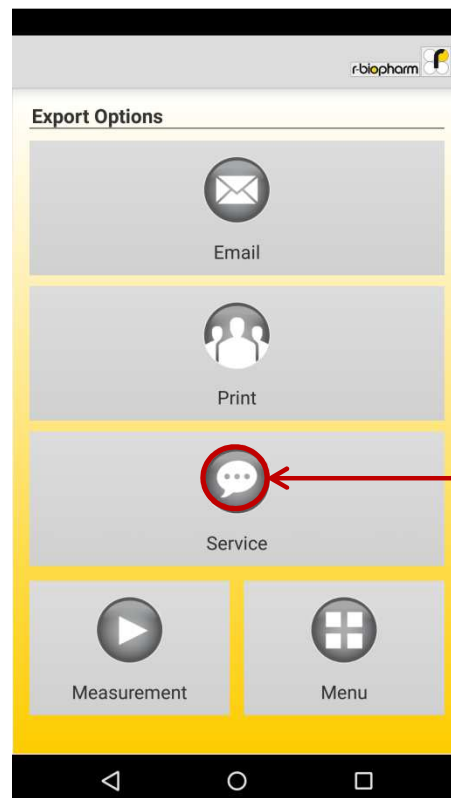 r-biopharm
Export Options
Email
Print
Service
Measurement
Menu